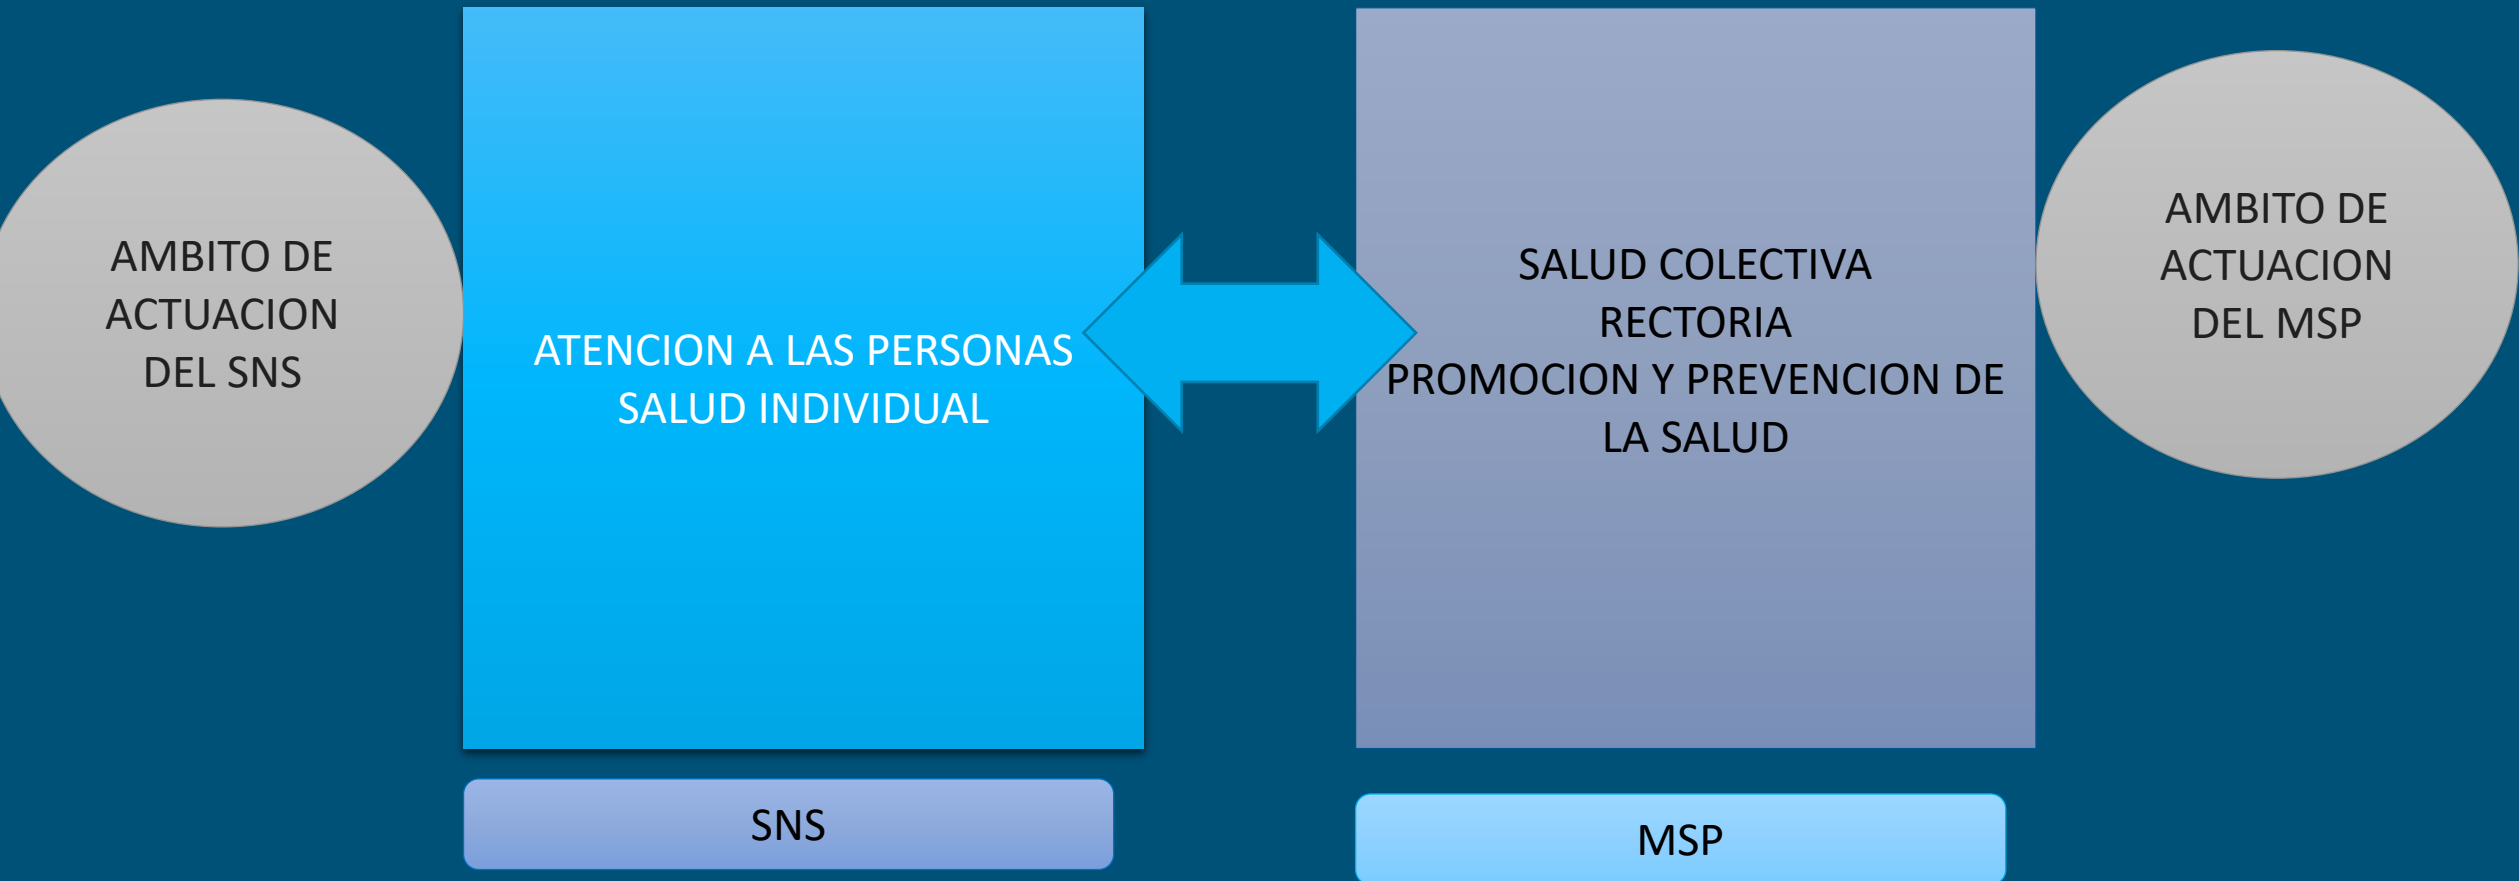 AMBITO DE
ACTUACION
DEL SNS
ATENCION A LAS PERSONAS
SALUD INDIVIDUAL
SALUD COLECTIVA
RECTORIA
PROMOCION Y PREVENCION DE
LA SALUD
AMBITO DE
ACTUACION
DEL MSP
SNS
MSP